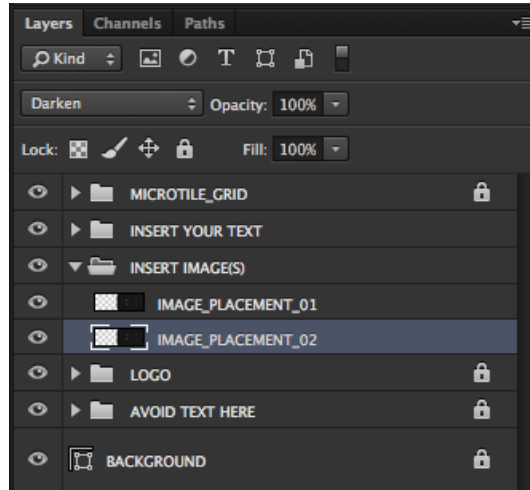 Layers Channels Paths
Kind T
Darken Opacity: 100%
Lock: Fill: 100%
MICROTILE_GRID
INSERT YOUR TEXT
INSERT IMAGE(S)
IMAGE_PLACEMENT_01
IMAGE_PLACEMENT_02
LOGO
AVOID TEXT HERE
BACKGROUND